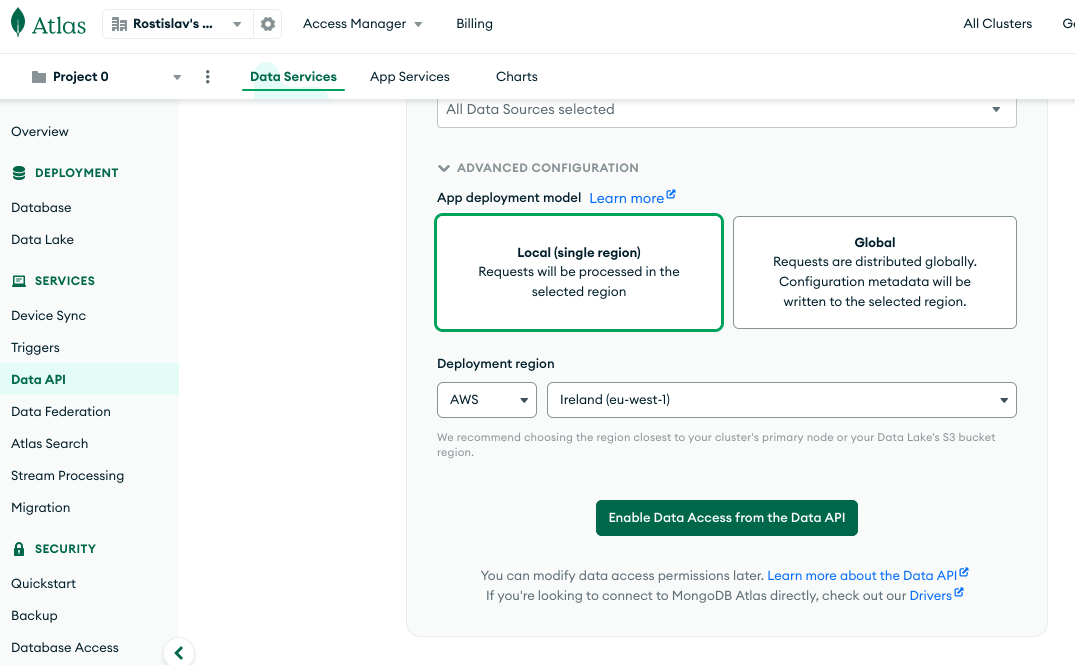 Atlas
Rostislav's ...
Access Manager
Billing
All Clusters
Project 0
Data Services
App Services
Charts
Overview
DEPLOYMENT
Database
Data Lake
SERVICES
Device Sync
Triggers
Data API
Data Federation
Atlas Search
Stream Processing
Migration
SECURITY
Quickstart
Backup
Database Access
All Data Sources selected
ADVANCED CONFIGURATION
App deployment model Learn more
Local (single region)
Requests will be processed in the
selected region
Global
Requests are distributed globally.
Configuration metadata will be
written to the selected region.
Deployment region
AWS
Ireland (eu-west-1)
We recommend choosing the region closest to your cluster's primary node or your Data Lake's S3 bucket
region.
Enable Data Access from the Data API
You can modify data access permissions later. Learn more about the Data API
If you're looking to connect to MongoDB Atlas directly, check out our Drivers